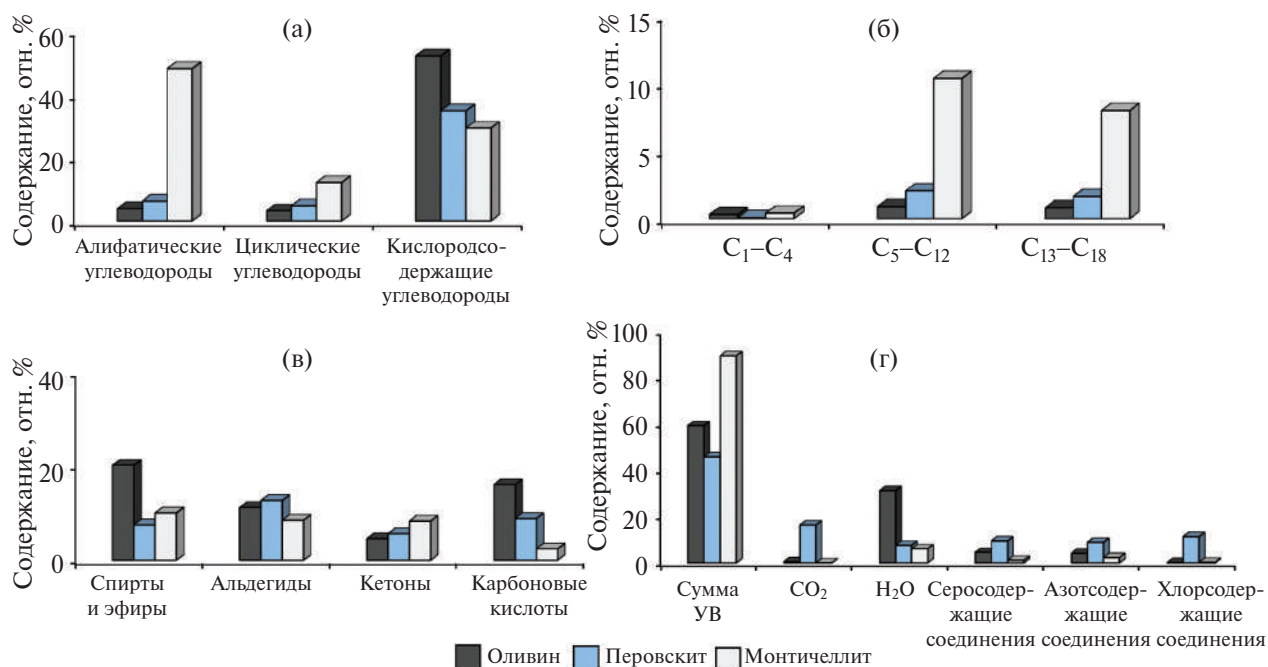 (а)
Содержание, отн. %
60
40
20
0
Алифатические
углеводороды
Циклические
углеводороды
Кислородсо-
держащие
углеводороды
(б)
Содержание, отн. %
15
10
5
0
C₁–C₄
C₅–C₁₂
C₁₃–C₁₈
(в)
Содержание, отн. %
40
20
0
Спирты
и эфиры
Альдегиды
Кетоны
Карбоновые
кислоты
(г)
Содержание, отн. %
100
80
60
40
20
0
Сумма
УВ
CO₂
H₂O
Серосодер-
жащие
соединения
Азотсодер-
жащие
соединения
Хлорсодер-
жащие
соединения
Оливин Перовскит Монтичеллит